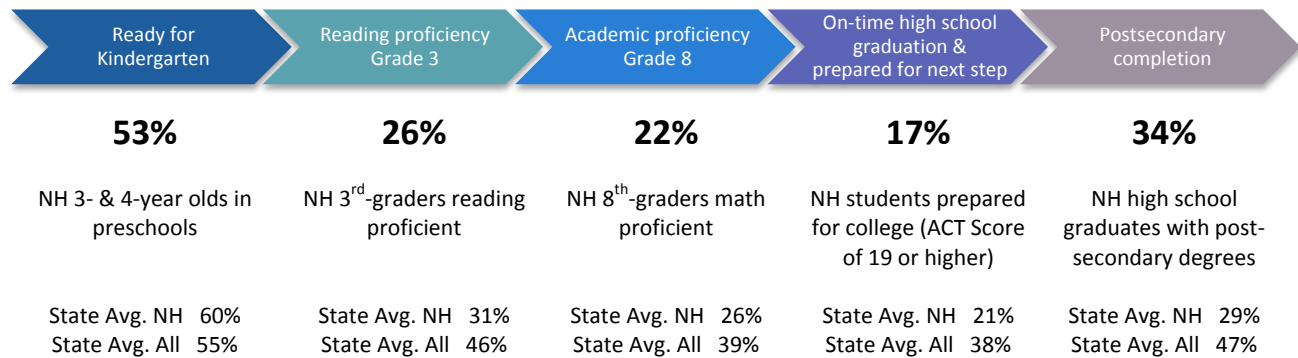 Ready for
Kindergarten
Reading proficiency
Grade 3
Academic proficiency
Grade 8
On-time high school
graduation &
prepared for next step
Postsecondary
completion
53%
26%
22%
17%
34%
NH 3- & 4-year olds in
preschools
NH 3rd-graders reading
proficient
NH 8th-graders math
proficient
NH students prepared
for college (ACT Score
of 19 or higher)
NH high school
graduates with post-
secondary degrees
State Avg. NH 60%
State Avg. All 55%
State Avg. NH 31%
State Avg. All 46%
State Avg. NH 26%
State Avg. All 39%
State Avg. NH 21%
State Avg. All 38%
State Avg. NH 29%
State Avg. All 47%